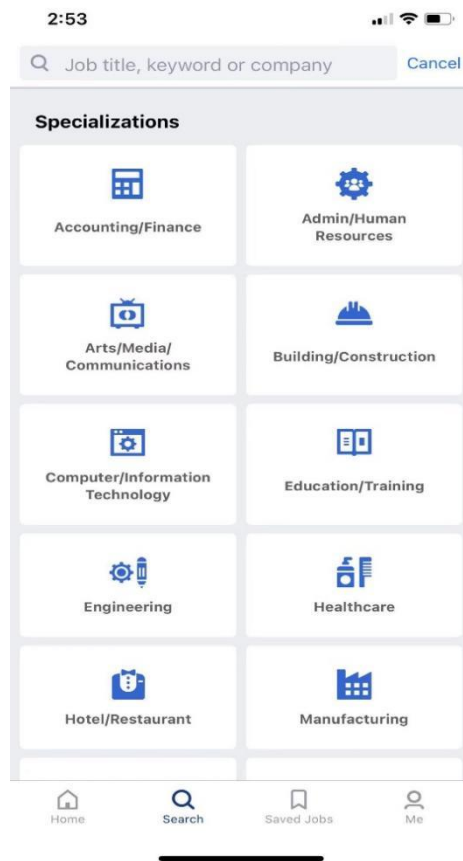 2:53
Job title, keyword or company
Cancel
Specializations
Accounting/Finance
Admin/Human
Resources
Arts/Media/
Communications
Building/Construction
Computer/Information
Technology
Education/Training
Engineering
Healthcare
Hotel/Restaurant
Manufacturing
Home
Search
Saved Jobs
Me